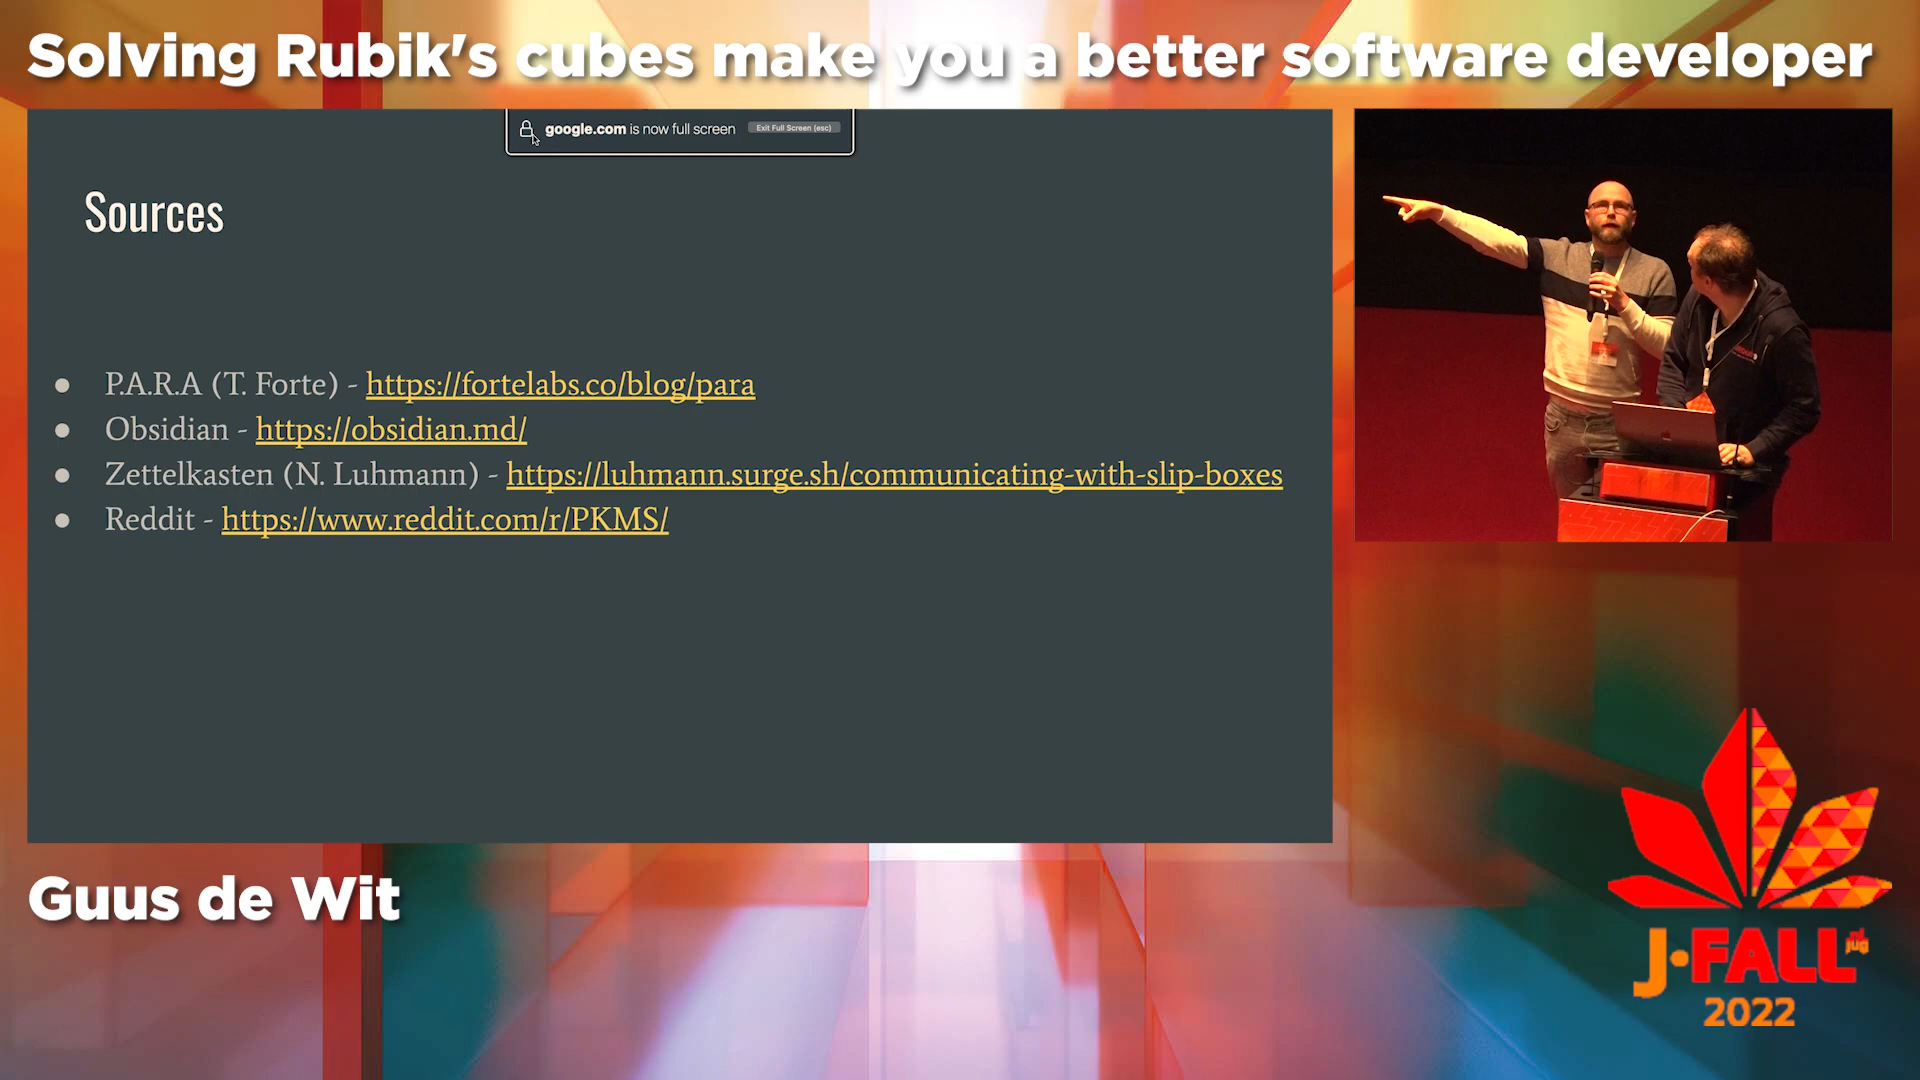 Solving Rubik's cubes make you a better software developer
google.com is now full screen Exit Full Screen (esc)
Sources
● P.A.R.A (T. Forte) - https://fortelabs.co/blog/para
● Obsidian - https://obsidian.md/
● Zettelkasten (N. Luhmann) - https://luhmann.surge.sh/communicating-with-slip-boxes
● Reddit - https://www.reddit.com/r/PKMS/
Guus de Wit
J•FALL nl jug
2022